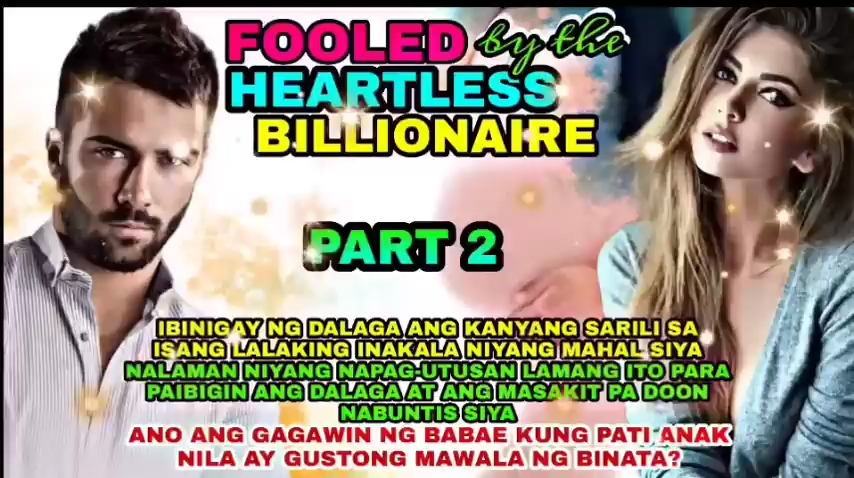 FOOLED by the
HEARTLESS
BILLIONAIRE
PART 2
IBINIGAY NG DALAGA ANG KANYANG SARILI SA
ISANG LALAKING INAKALA NIYANG MAHAL SIYA
NALAMAN NIYANG NAPAG-UTUSAN LAMANG ITO PARA
PAIBIGIN ANG DALAGA AT ANG MASAKIT PA DOON
NABUNTIS SIYA
ANO ANG GAGAWIN NG BABAE KUNG PATI ANAK
NILA AY GUSTONG MAWALA NG BINATA?